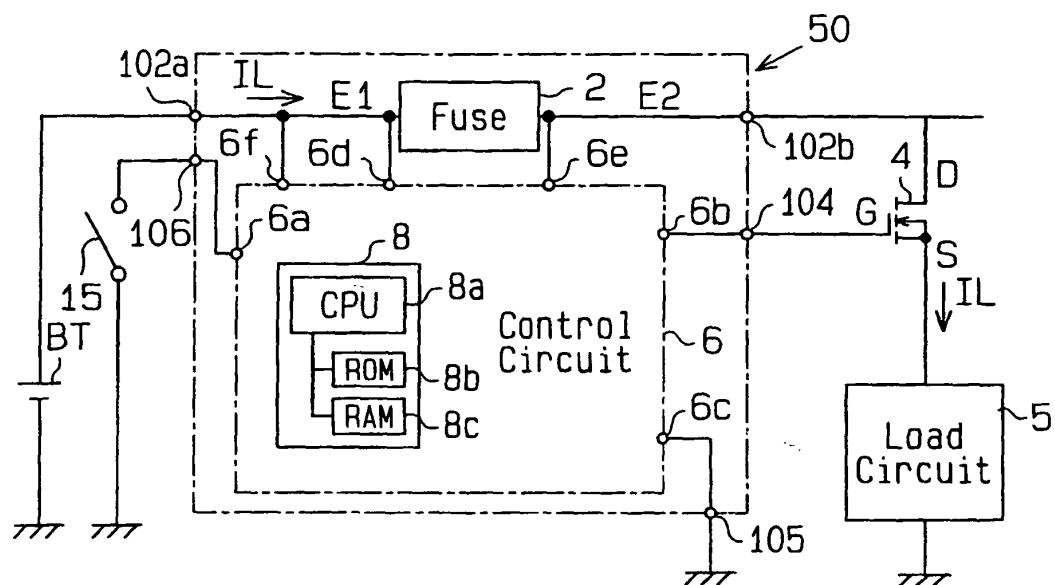 50
102a
IL
E1
Fuse
2
E2
102b
6f
6d
6e
4
D
106
6a
6b
104
G
S
15
8
CPU
8a
Control
Circuit
6
IL
BT
ROM
8b
RAM
8c
6c
Load
Circuit
5
105